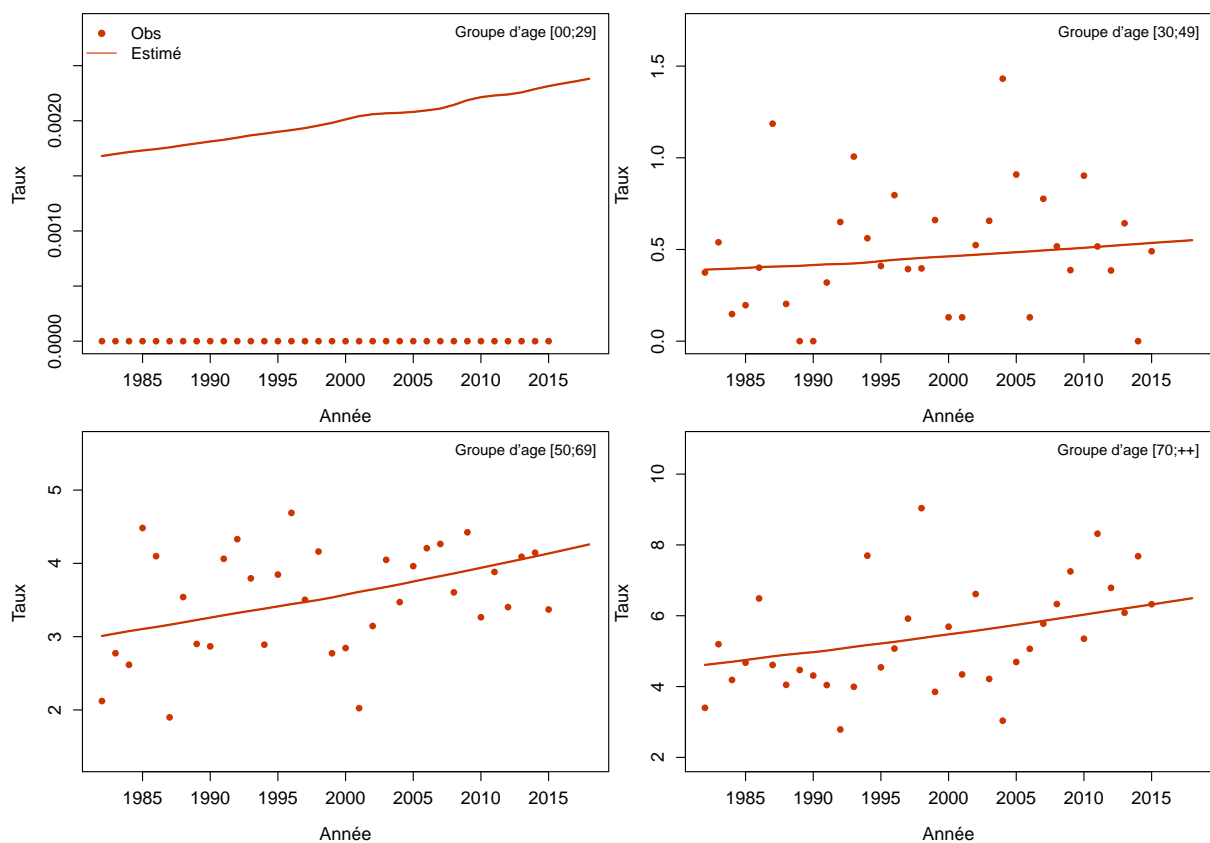 Obs
Estimé
Groupe d'age [00;29]
Taux
0.0000
0.0010
0.0020
1985 1990 1995 2000 2005 2010 2015
Année
Groupe d'age [30;49]
Taux
0.0
0.5
1.0
1.5
1985 1990 1995 2000 2005 2010 2015
Année
Groupe d'age [50;69]
Taux
2
3
4
5
1985 1990 1995 2000 2005 2010 2015
Année
Groupe d'age [70;++]
Taux
2
4
6
8
10
1985 1990 1995 2000 2005 2010 2015
Année